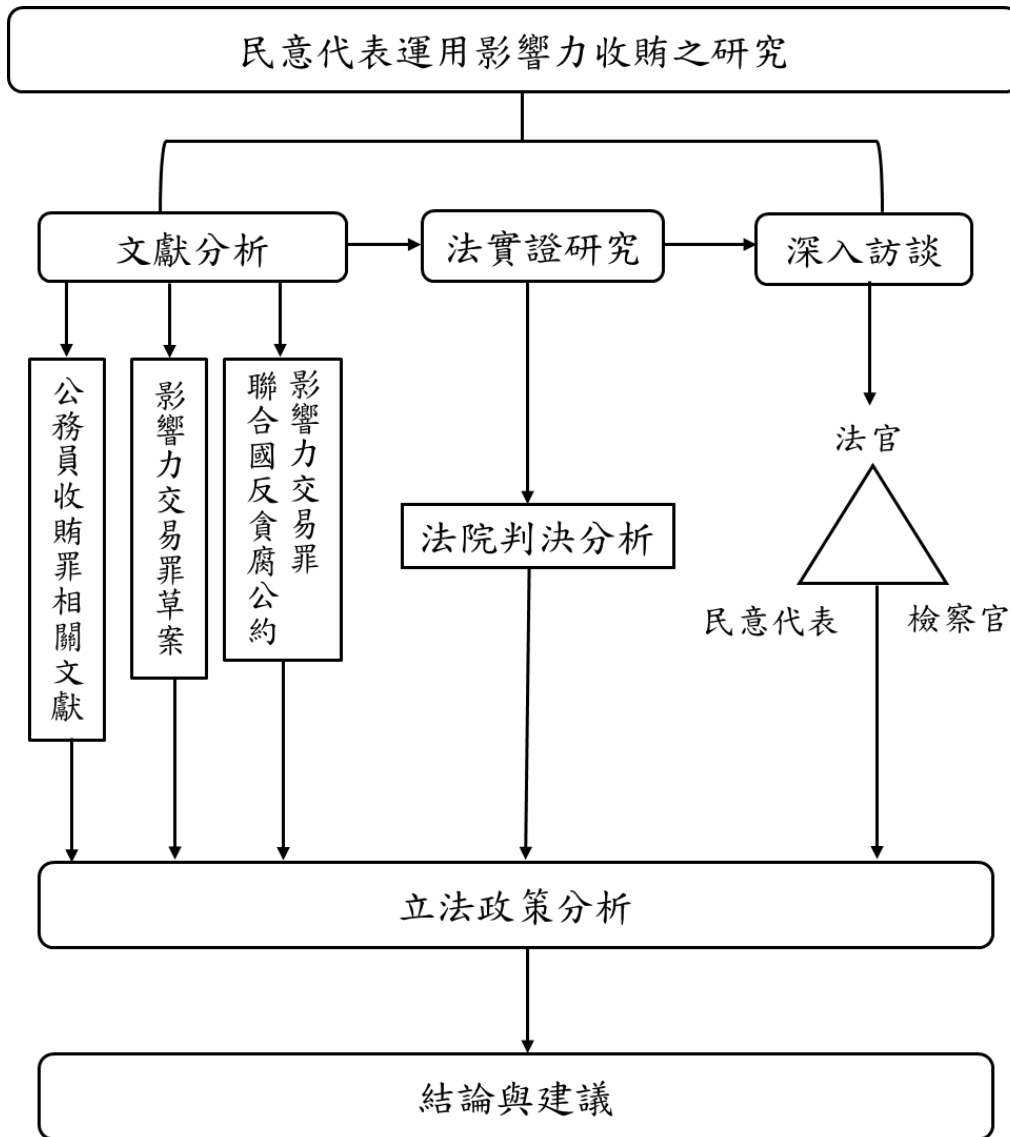 民意代表運用影響力收賄之研究
文獻分析
法實證研究
深入訪談
公務員收賄罪相關文獻
影響力交易罪草案
影響力交易罪
聯合國反貪腐公約
法院判決分析
法官
民意代表
檢察官
立法政策分析
結論與建議